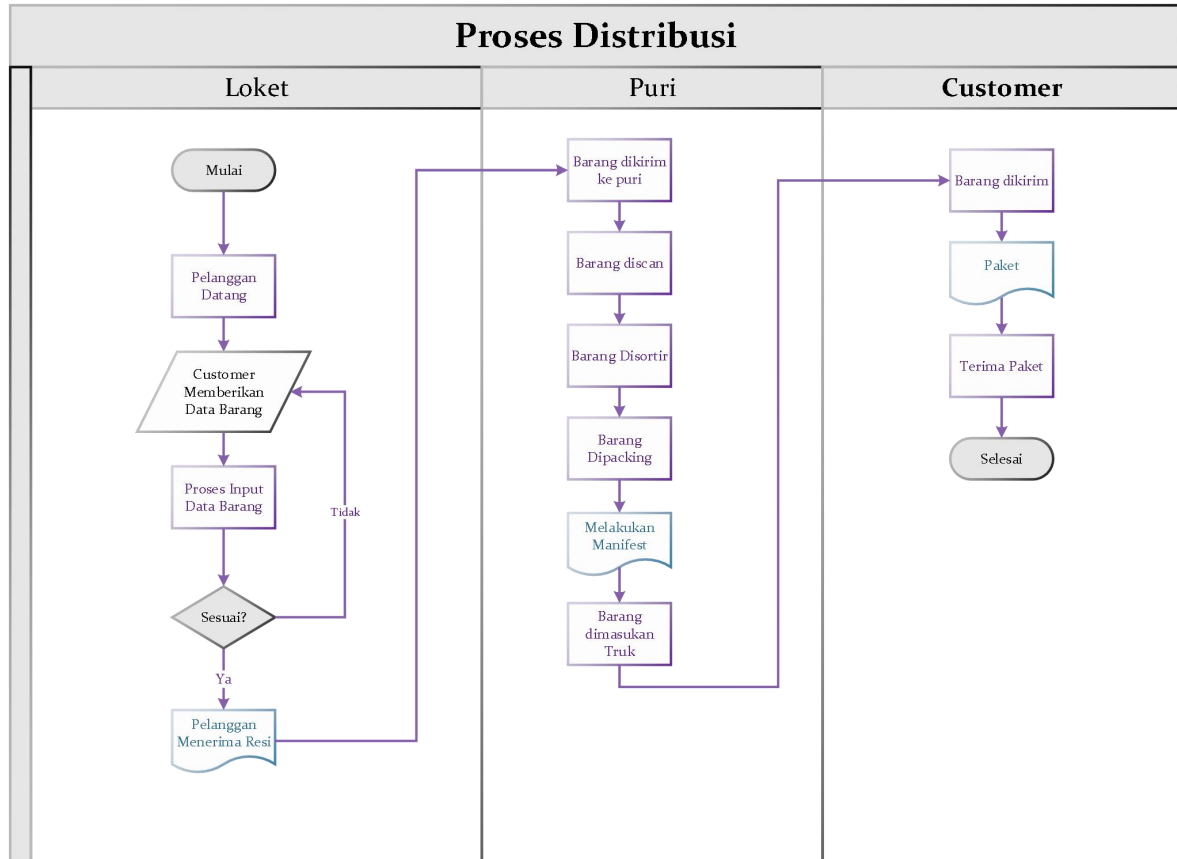 Proses Distribusi
Loket
Puri
Customer
Mulai
Pelanggan
Datang
Customer
Memberikan
Data Barang
Proses Input
Data Barang
Tidak
Sesuai?
Ya
Pelanggan
Menerima Resi
Barang dikirim
ke puri
Barang discan
Barang Disortir
Barang
Dipacking
Melakukan
Manifest
Barang
dimasukan
Truk
Barang dikirim
Paket
Terima Paket
Selesai